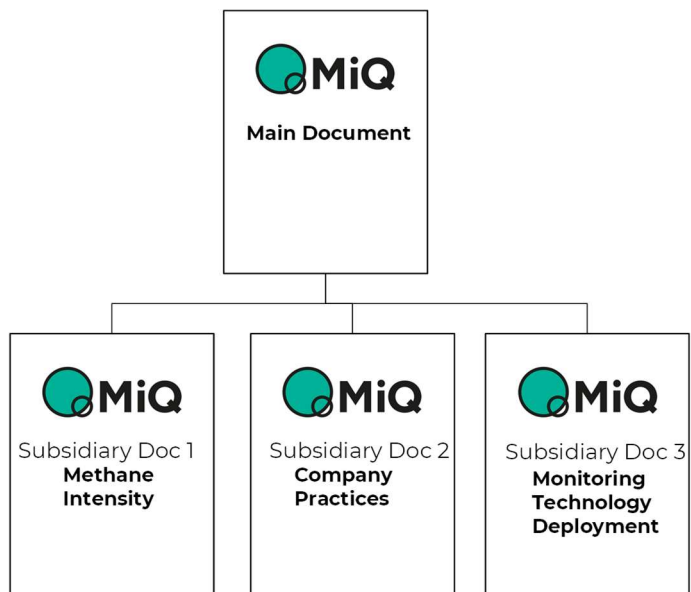 MiQ
Main Document
MiQ
Subsidiary Doc 1
Methane
Intensity
MiQ
Subsidiary Doc 2
Company
Practices
MiQ
Subsidiary Doc 3
Monitoring
Technology
Deployment